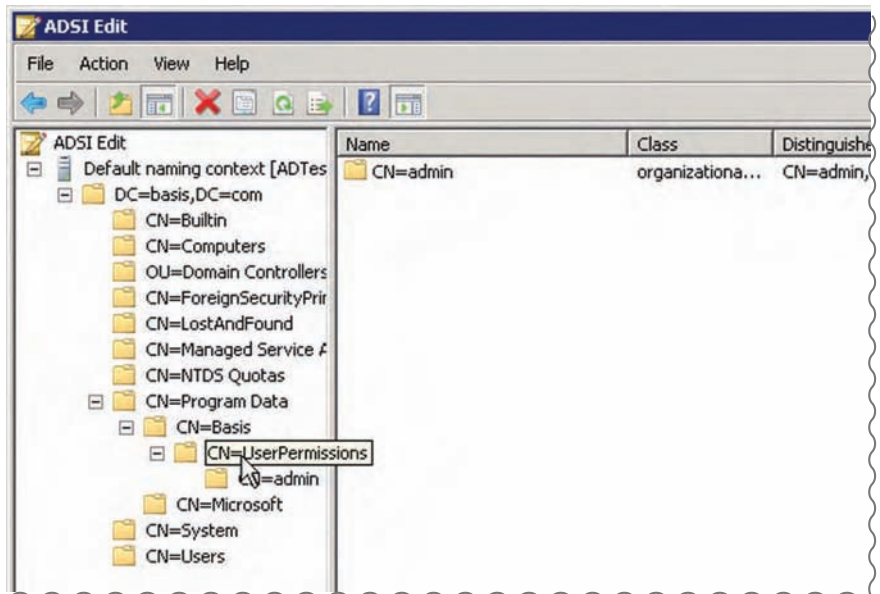 ADSI Edit
File Action View Help
ADSI Edit
Default naming context [ADTes
DC=basis,DC=com
CN=Builtin
CN=Computers
OU=Domain Controllers
CN=ForeignSecurityPrir
CN=LostAndFound
CN=Managed Service A
CN=NTDS Quotas
CN=Program Data
CN=Basis
CN=UserPermissions
CN=admin
CN=Microsoft
CN=System
CN=Users
Name Class Distinguishe
CN=admin organizationa... CN=admin,